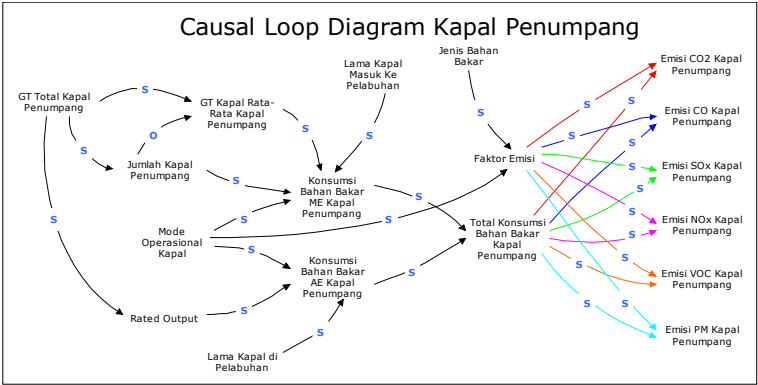 Causal Loop Diagram Kapal Penumpang
Jenis Bahan
Bakar
Lama Kapal
Masuk Ke
Pelabuhan
Emisi CO2 Kapal
Penumpang
GT Total Kapal
Penumpang
S
S
S
S
GT Kapal Rata-
Rata Kapal
Penumpang
S
Emisi CO Kapal
Penumpang
S
O
S
S
S
S
Jumlah Kapal
Penumpang
Faktor Emisi
S
Emisi SOx Kapal
Penumpang
S
S
Konsumsi
Bahan Bakar
ME Kapal
Penumpang
S
S
S
S
S
S
Emisi NOx Kapal
Penumpang
S
Mode
Operasional
Kapal
Total Konsumsi
Bahan Bakar
Kapal
Penumpang
S
S
S
S
S
Konsumsi
Bahan Bakar
AE Kapal
Penumpang
Emisi VOC Kapal
Penumpang
S
Rated Output
S
S
S
Emisi PM Kapal
Penumpang
Lama Kapal di
Pelabuhan